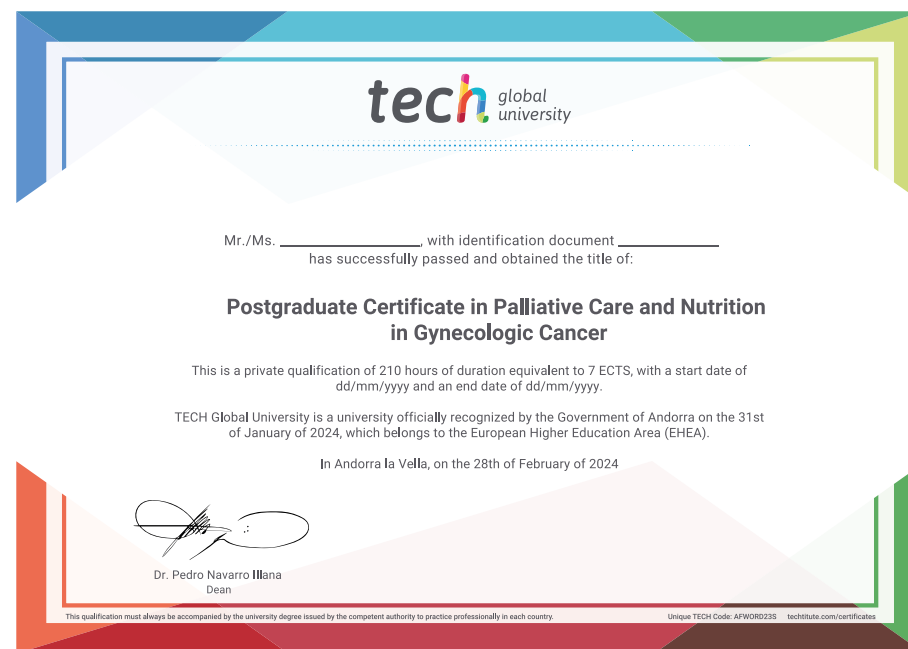 tech global
university
Mr./Ms. ____________, with identification document ____________
has successfully passed and obtained the title of:
Postgraduate Certificate in Palliative Care and Nutrition
in Gynecologic Cancer
This is a private qualification of 210 hours of duration equivalent to 7 ECTS, with a start date of
dd/mm/yyyy and an end date of dd/mm/yyyy.
TECH Global University is a university officially recognized by the Government of Andorra on the 31st
of January of 2024, which belongs to the European Higher Education Area (EHEA).
In Andorra la Vella, on the 28th of February of 2024
Dr. Pedro Navarro Illana
Dean
This qualification must always be accompanied by the university degree issued by the competent authority to practice professionally in each country.
Unique TECH Code: AFWORD23S techtitute.com/certificates